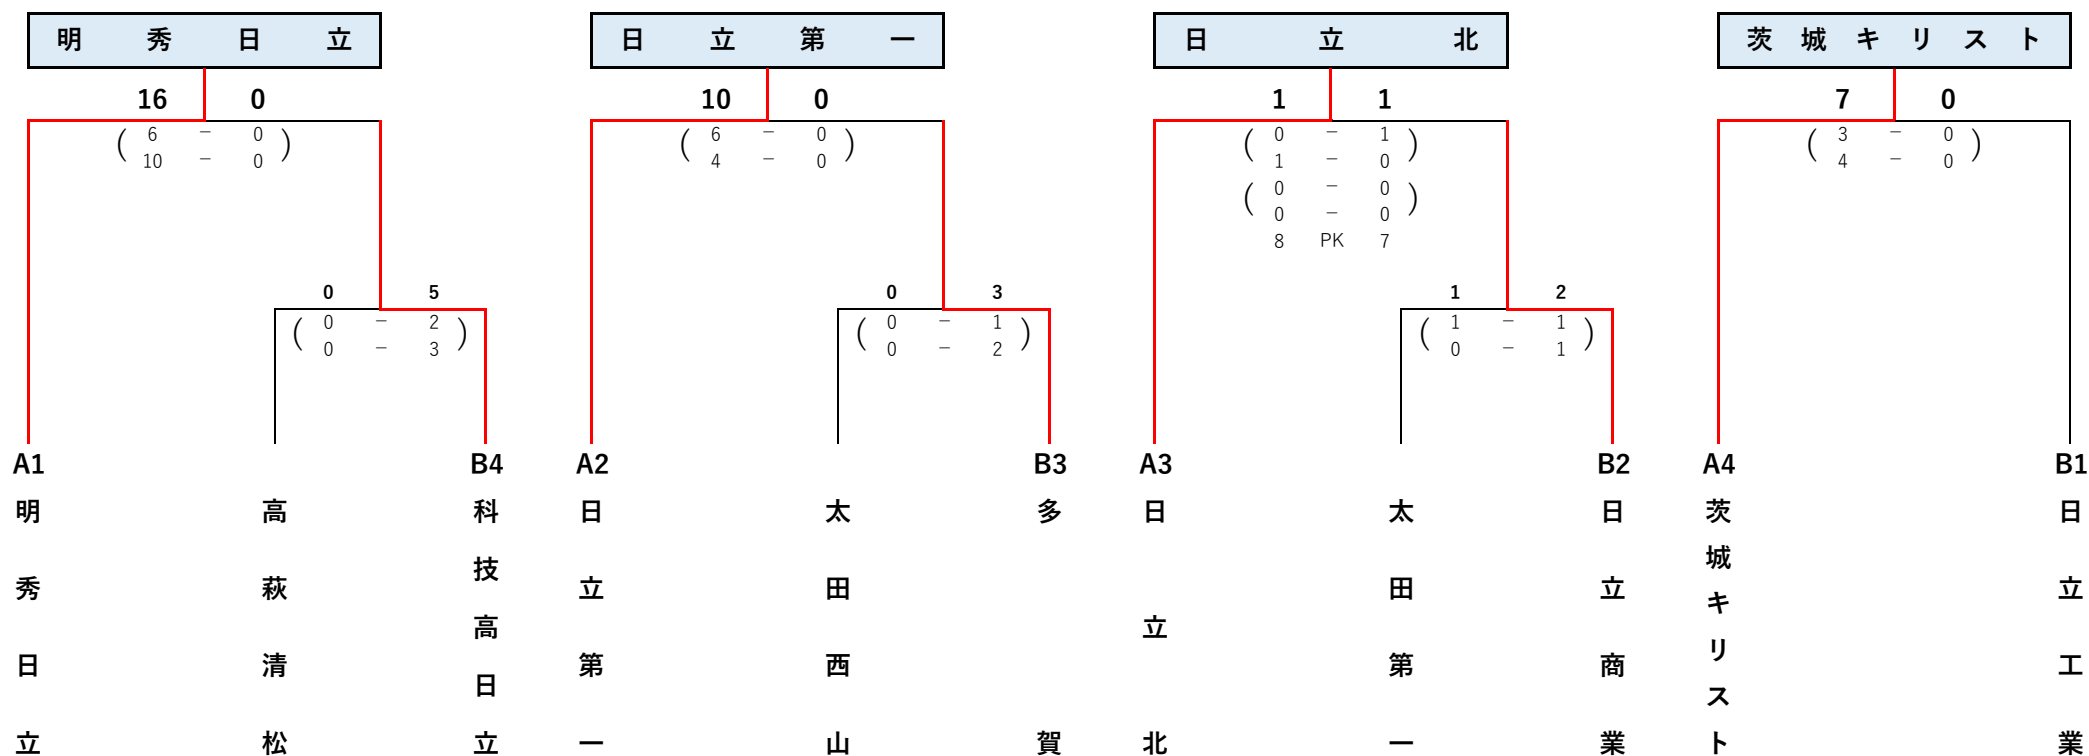 明秀日立 日立第一 日立北 茨城キリスト
16 0 10 0 1 1 7 0
( 6 － 0 ) ( 6 － 0 ) ( 0 － 1 ) ( 3 － 0 )
10 － 0 4 － 0 1 － 0 4 － 0
( 0 － 0 )
0 － 0
8 PK 7
0 5 0 3 1 2
( 0 － 2 ) ( 0 － 1 ) ( 1 － 1 )
0 － 3 0 － 2 0 － 1
A1 B4 A2 B3 A3 B2 A4 B1
明秀日立
高萩清松
科技高日立
日立第一
太田西山
多賀
日立北
太田第一
日立商業
茨城キリスト
日立工業